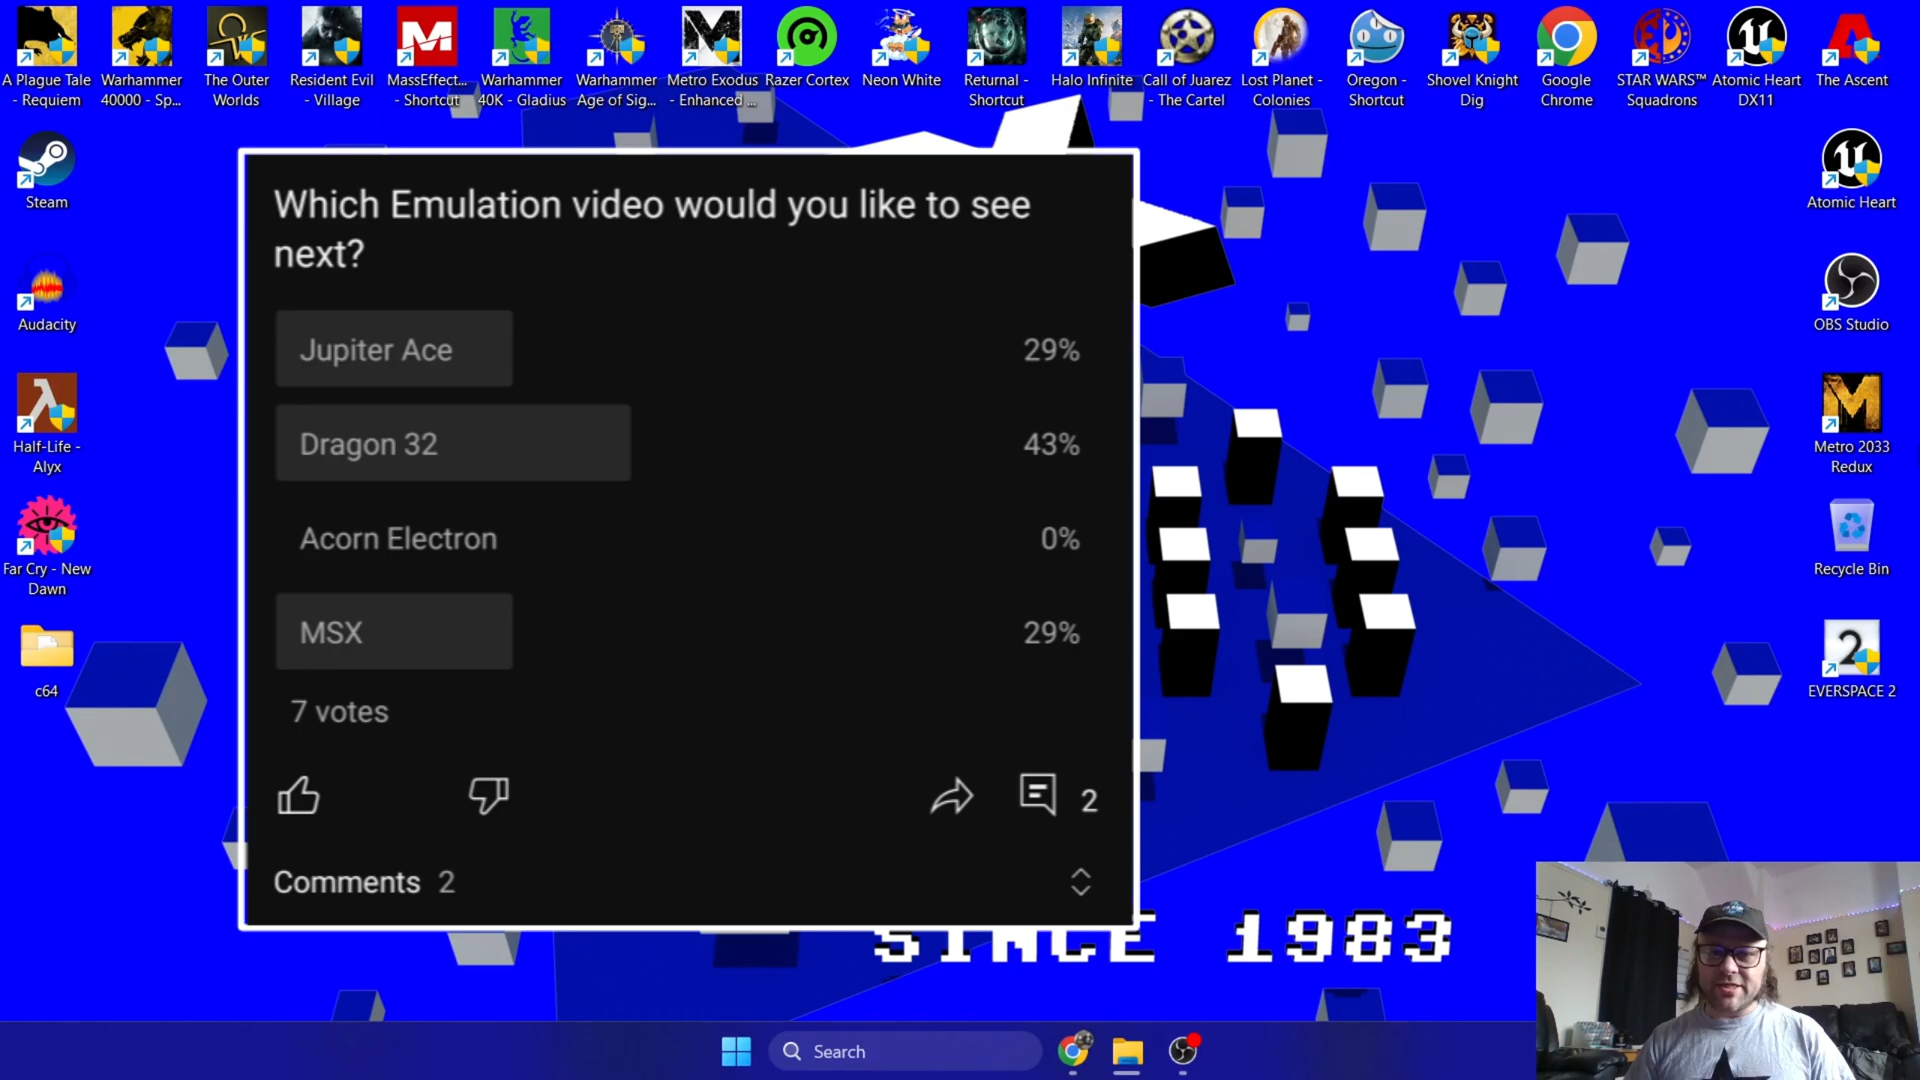 A Plague Tale - Requiem
Warhammer 40000 - Sp...
The Outer Worlds
Resident Evil - Village
MassEffect... - Shortcut
Warhammer 40K - Gladius
Warhammer Age of Sig...
Metro Exodus - Enhanced ...
Razer Cortex
Neon White
Returnal - Shortcut
Halo Infinite
Call of Juarez - The Cartel
Lost Planet - Colonies
Oregon - Shortcut
Shovel Knight Dig
Google Chrome
STAR WARS™ Squadrons
Atomic Heart DX11
The Ascent
Steam
Audacity
Half-Life - Alyx
Far Cry - New Dawn
c64
Which Emulation video would you like to see
next?
Jupiter Ace 29%
Dragon 32 43%
Acorn Electron 0%
MSX 29%
7 votes
2
Comments 2
SINCE 1983
Atomic Heart
OBS Studio
Metro 2033 Redux
Recycle Bin
2
EVERSPACE 2
Search